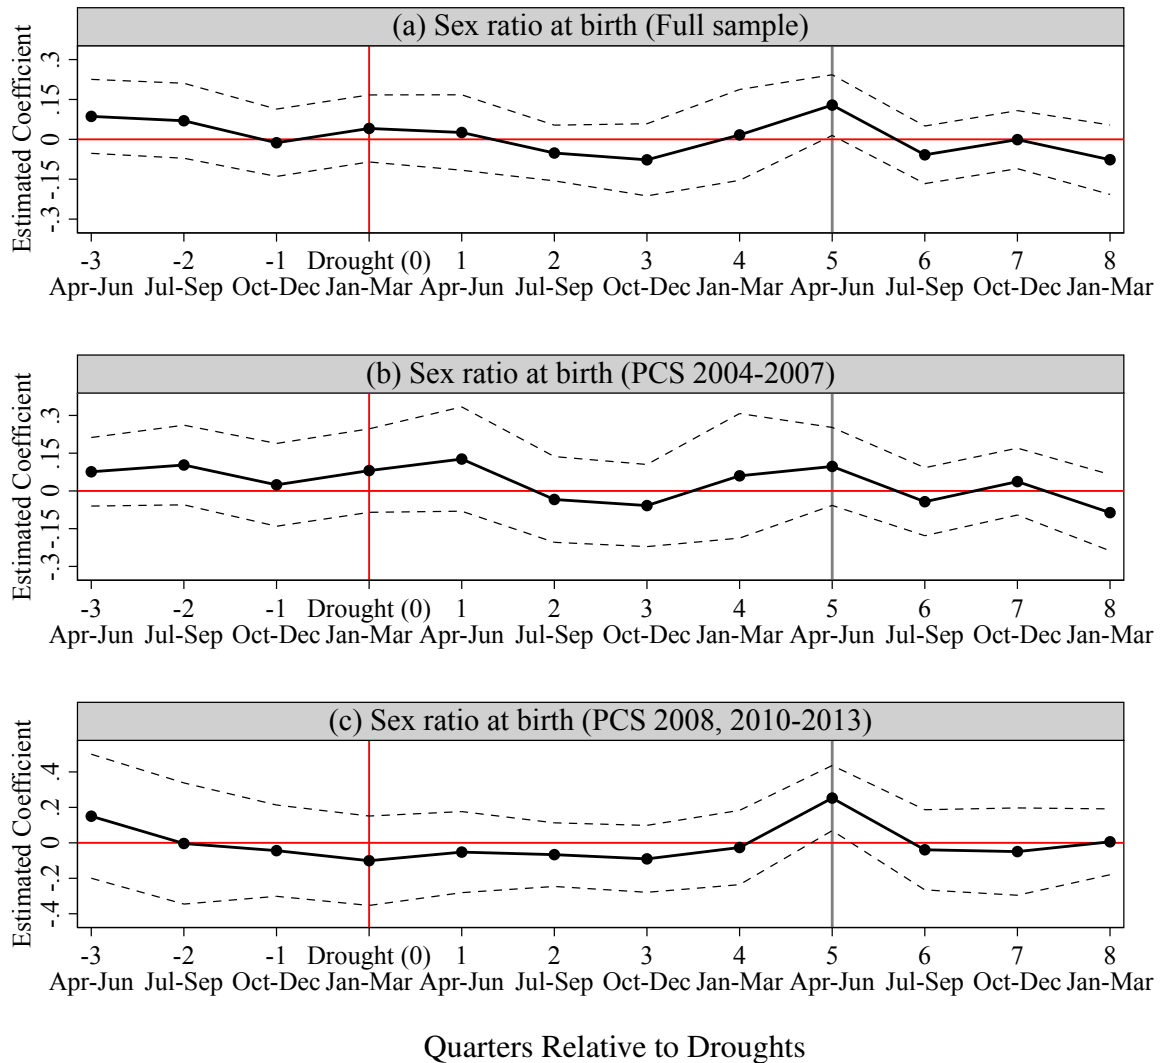 (a) Sex ratio at birth (Full sample)
Estimated Coefficient
.3
.15
0
-.15
-.3
-3 -2 -1 Drought (0) 1 2 3 4 5 6 7 8
Apr-Jun Jul-Sep Oct-Dec Jan-Mar Apr-Jun Jul-Sep Oct-Dec Jan-Mar Apr-Jun Jul-Sep Oct-Dec Jan-Mar
(b) Sex ratio at birth (PCS 2004-2007)
Estimated Coefficient
.3
.15
0
-.15
-.3
-3 -2 -1 Drought (0) 1 2 3 4 5 6 7 8
Apr-Jun Jul-Sep Oct-Dec Jan-Mar Apr-Jun Jul-Sep Oct-Dec Jan-Mar Apr-Jun Jul-Sep Oct-Dec Jan-Mar
(c) Sex ratio at birth (PCS 2008, 2010-2013)
Estimated Coefficient
.4
.2
0
-.2
-.4
-3 -2 -1 Drought (0) 1 2 3 4 5 6 7 8
Apr-Jun Jul-Sep Oct-Dec Jan-Mar Apr-Jun Jul-Sep Oct-Dec Jan-Mar Apr-Jun Jul-Sep Oct-Dec Jan-Mar
Quarters Relative to Droughts